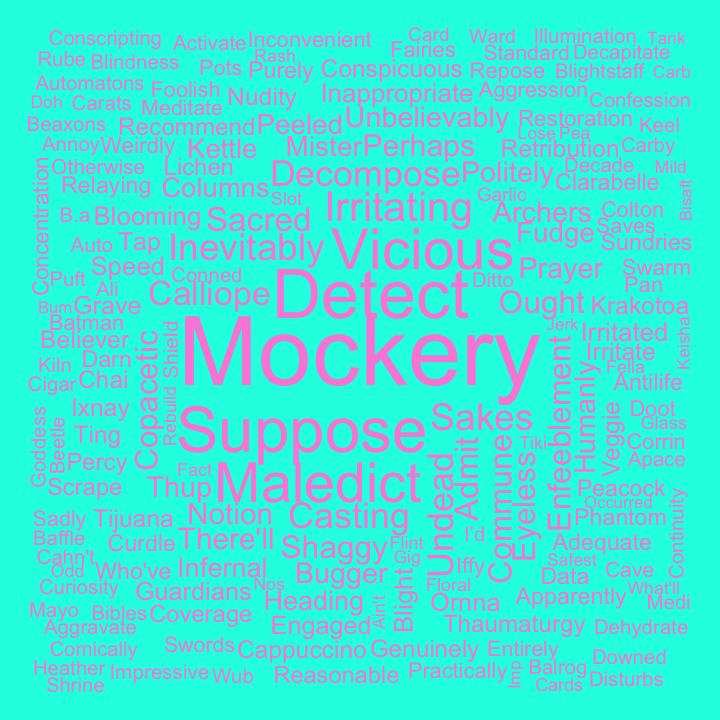 Conscripting
Activate
Inconvenient
Card
Ward
Illumination
Tarik
Rube
Blindness
Rash
Fairies
Standard
Decapitate
Pots
Purely
Conspicuous
Repose
Blightstaff
Carb
Automatons
Foolish
Nudity
Inappropriate
Aggression
Confession
Doh
Carats
Meditate
Beaxons
Recommend
Peeled
Unbelievably
Restoration
Lose
Pea
Keel
Annoy
Weirdly
Kettle
Mister
Perhaps
Retribution
Carby
Otherwise
Lichen
Decompose
Politely
Decade
Mild
Relaying
Columns
Slot
Garlic
Clarabelle
Bisaft
Concentration
B.a
Blooming
Sacred
Irritating
Archers
Colton
Saves
Auto
Tap
Inevitably
Vicious
Fudge
Sundries
Puft
Speed
Conned
Ditto
Prayer
Swarm
Ali
Pan
Bum
Grave
Calliope
Detect
Ought
Krakotoa
Batman
Mockery
Jerk
Irritated
Believer
Shield
Irritate
Keisha
Kiln
Darn
Copacetic
Fella
Cigar
Chai
Antilife
Ixnay
Rebuild
Suppose
Sakes
Enfeeblement
Humanly
Veggie
Doot
Glass
Goddess
Beetle
Ting
Tiki
Corrin
Percy
Fact
Maledict
Undead
Admit
Commune
Eyeless
Apace
Scrape
Thup
Peacock
Occurred
Sadly
Tijuana
Notion
Casting
Phantom
Continuity
Baffle
Curdle
There'll
Shaggy
Flint
I'd
Adequate
Cahn't
Gig
Odd
Who've
Infernal
Bugger
Blight
Iffy
Safest
Data
Cave
Curiosity
Guardians
Nos
Floral
Apparently
What'll
Mayo
Bibles
Coverage
Heading
Ain't
Ornna
Medi
Aggravate
Engaged
Thaumaturgy
Dehydrate
Comically
Swords
Cappuccino
Genuinely
Entirely
Downed
Heather
Impressive
Wub
Reasonable
Practically
Imp
Balrog
Disturbs
Shrine
Cards